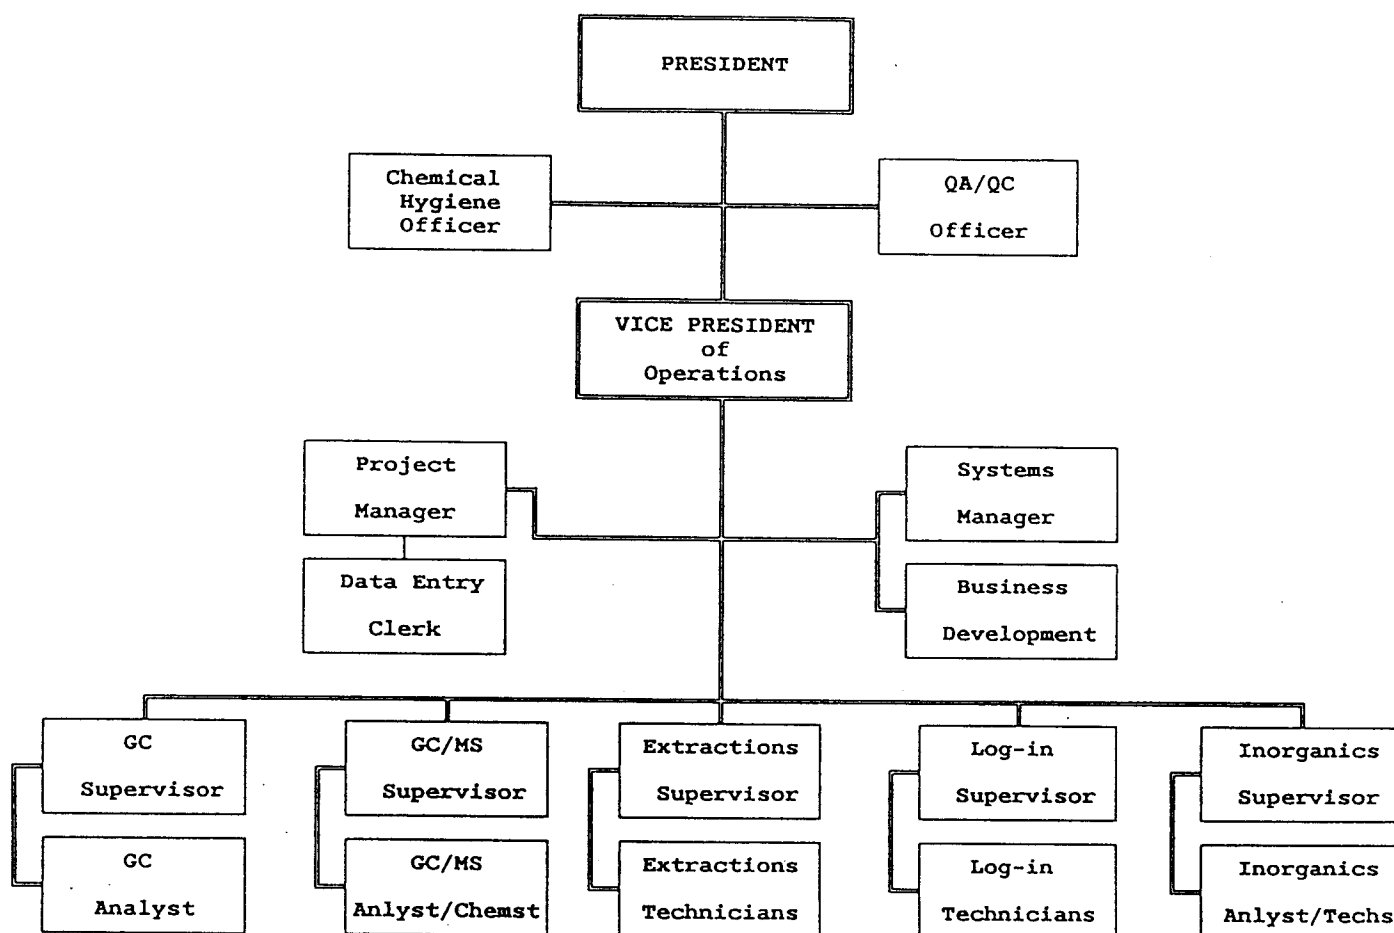 PRESIDENT
Chemical
Hygiene
Officer
QA/QC
Officer
VICE PRESIDENT
of
Operations
Project
Manager
Systems
Manager
Data Entry
Clerk
Business
Development
GC
Supervisor
GC/MS
Supervisor
Extractions
Supervisor
Log-in
Supervisor
Inorganics
Supervisor
GC
Analyst
GC/MS
Anlyst/Chemst
Extractions
Technicians
Log-in
Technicians
Inorganics
Anlyst/Techs